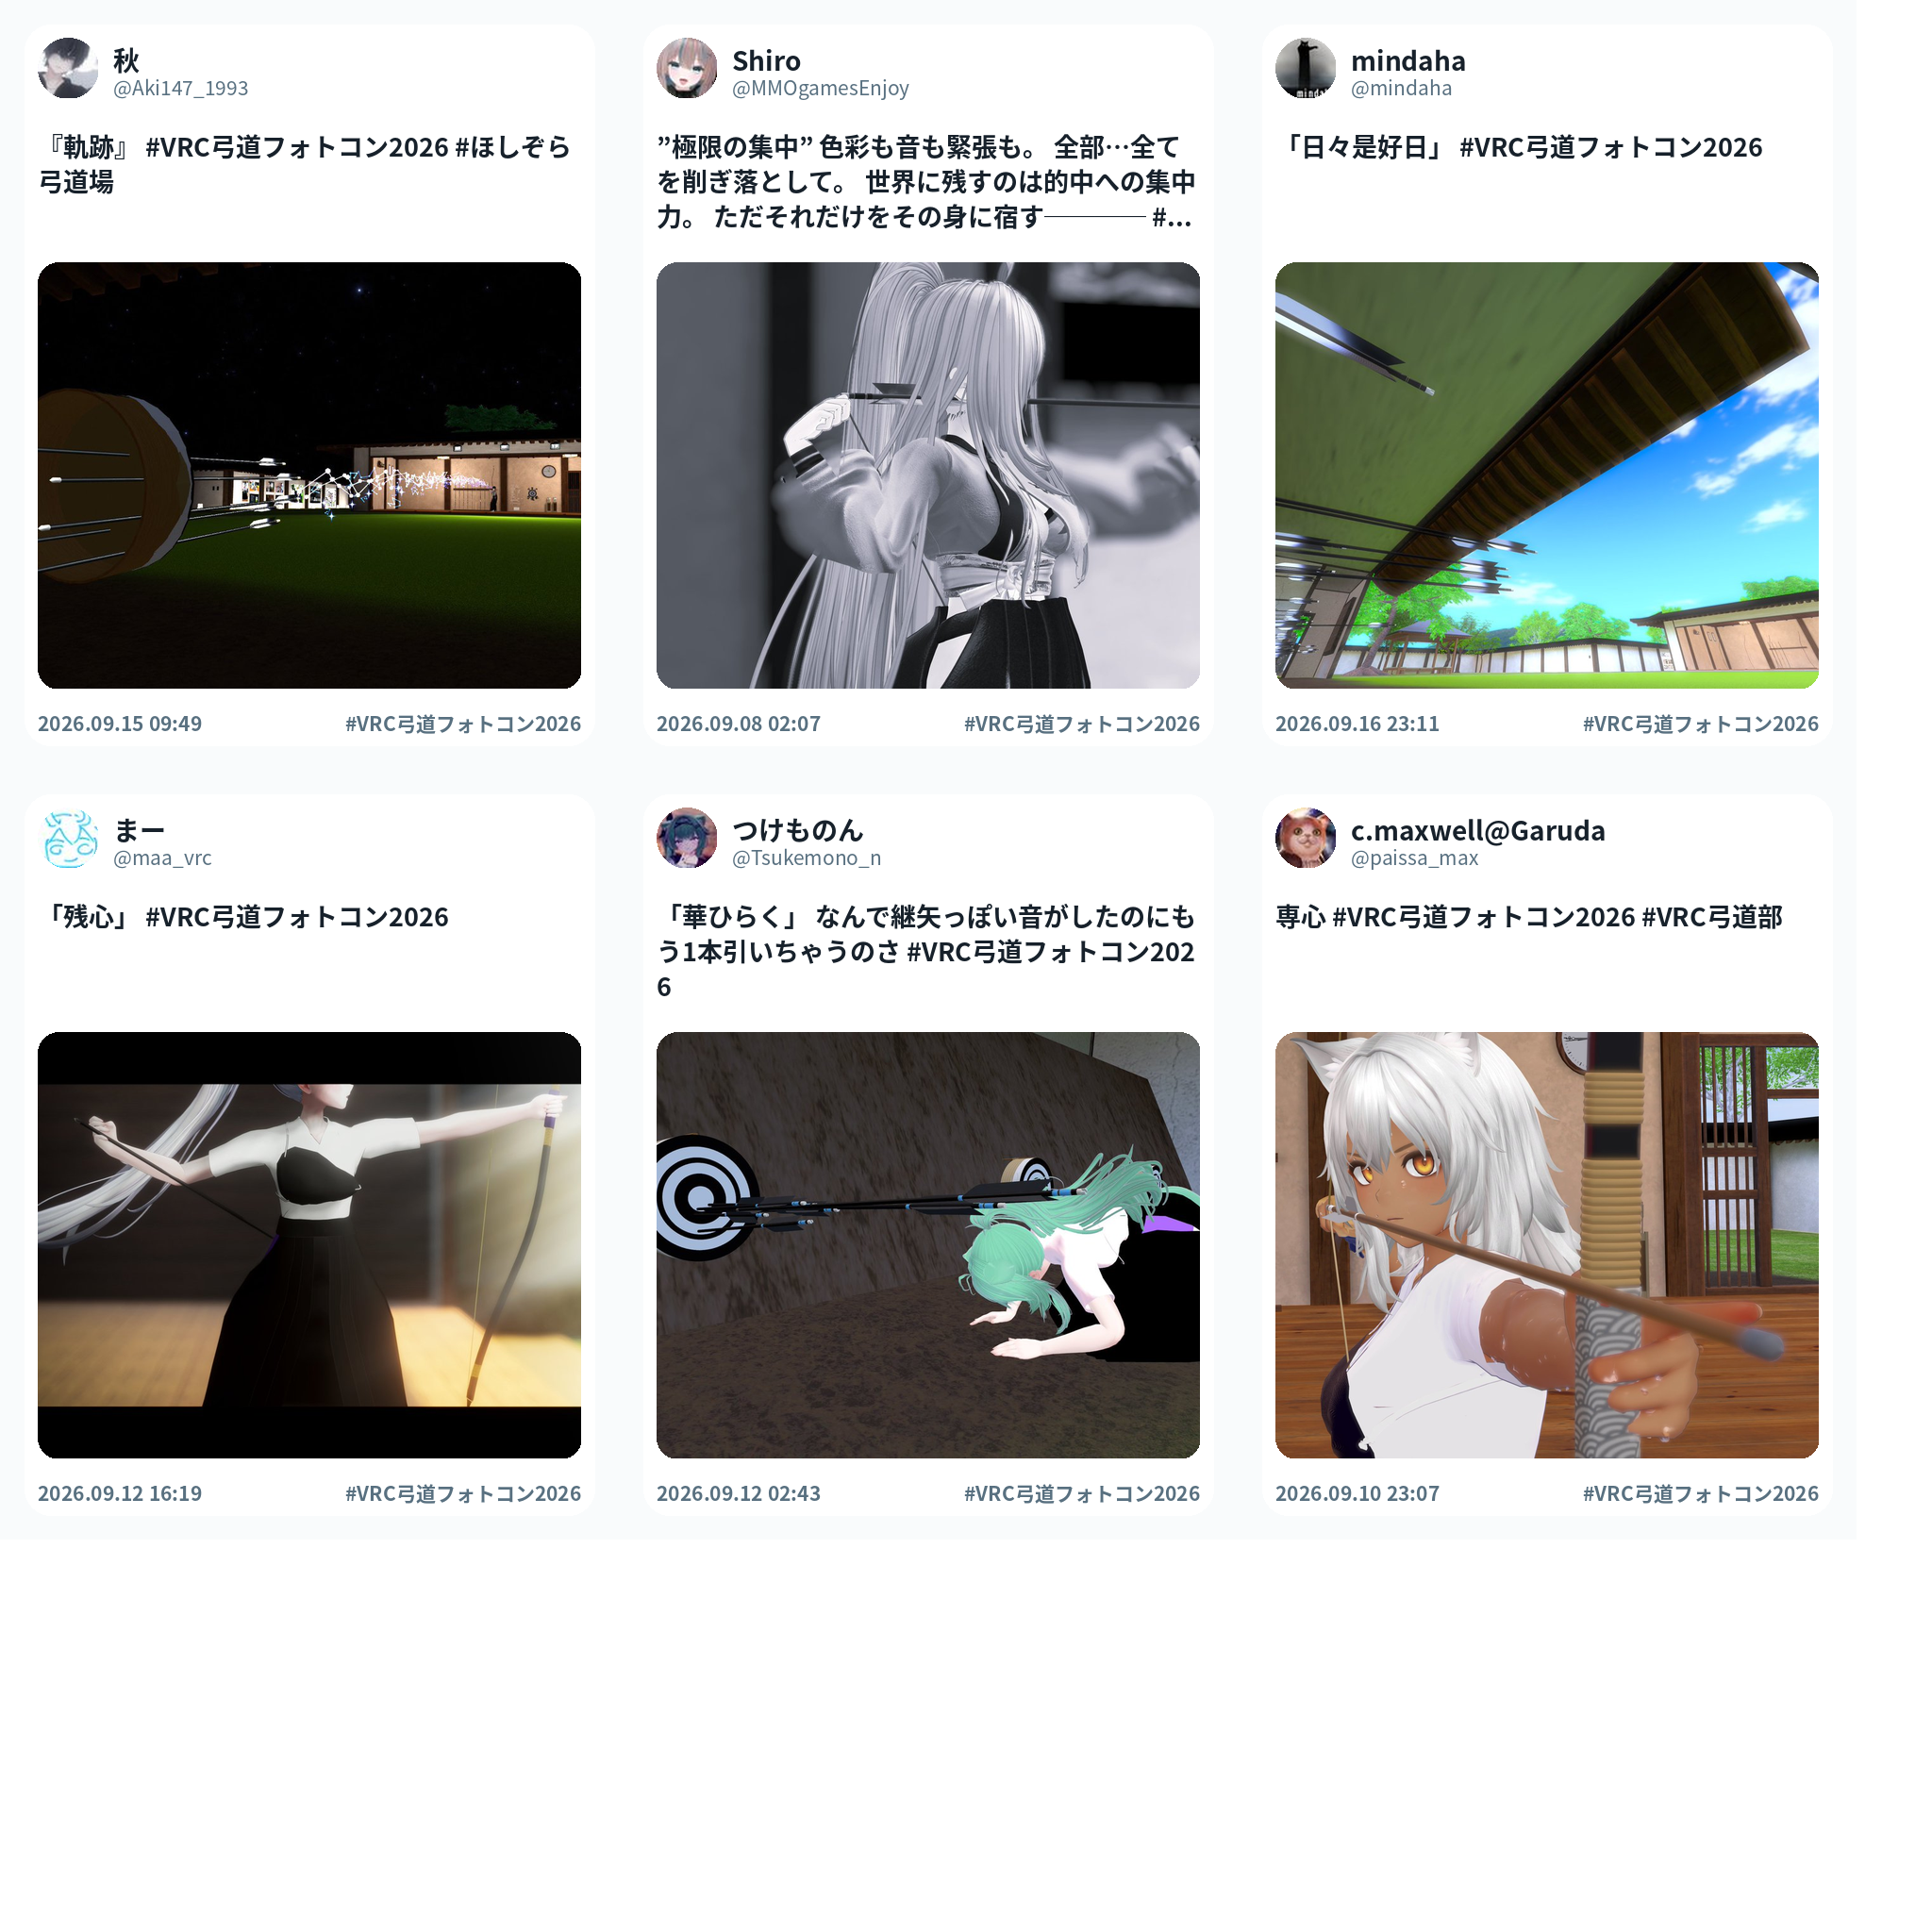 秋
@Aki147_1993
『軌跡』 #VRC弓道フォトコン2026 #ほしぞら
弓道場
2026.09.15 09:49
#VRC弓道フォトコン2026
Shiro
@MMOgamesEnjoy
”極限の集中” 色彩も音も緊張も。 全部…全て
を削ぎ落として。 世界に残すのは的中への集中
力。 ただそれだけをその身に宿す──── #...
2026.09.08 02:07
#VRC弓道フォトコン2026
mindaha
@mindaha
「日々是好日」 #VRC弓道フォトコン2026
2026.09.16 23:11
#VRC弓道フォトコン2026
まー
@maa_vrc
「残心」 #VRC弓道フォトコン2026
2026.09.12 16:19
#VRC弓道フォトコン2026
つけものん
@Tsukemono_n
「華ひらく」 なんで継矢っぽい音がしたのにも
う1本引いちゃうのさ #VRC弓道フォトコン202
6
2026.09.12 02:43
#VRC弓道フォトコン2026
c.maxwell@Garuda
@paissa_max
専心 #VRC弓道フォトコン2026 #VRC弓道部
2026.09.10 23:07
#VRC弓道フォトコン2026